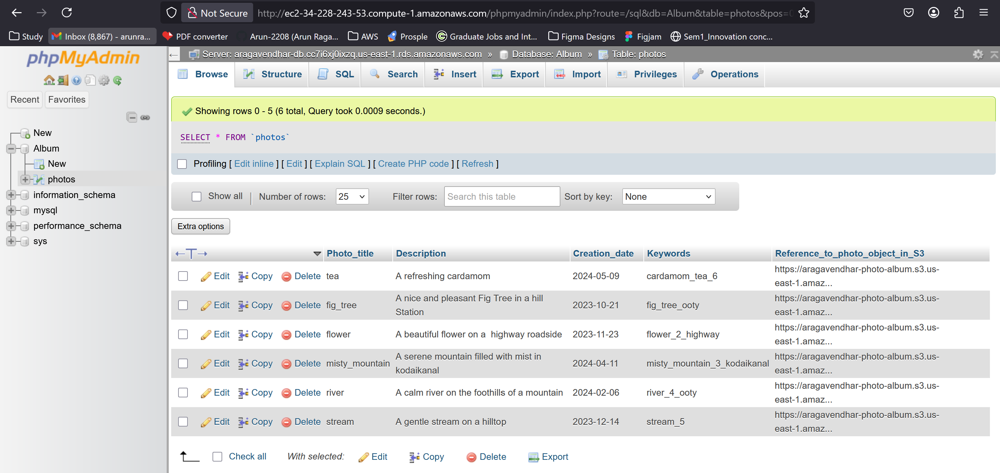 Not Secure http://ec2-34-228-243-53.compute-1.amazonaws.com/phpmyadmin/index.php?route=/sql&db=Album&table=photos&pos=0
Study Inbox (8,867) - arunra... PDF converter Arun-2208 (Arun Raga... AWS Prosple Graduate Jobs and Int... Figma Designs Figjam Sem1_Innovation conc...
phpMyAdmin
Recent Favorites
New
Album
New
photos
information_schema
mysql
performance_schema
sys
Server: aragavendhar-db.cc7i6xj0ixzq.us-east-1.rds.amazonaws.com » Database: Album » Table: photos
Browse Structure SQL Search Insert Export Import Privileges Operations
Showing rows 0 - 5 (6 total, Query took 0.0009 seconds.)
SELECT * FROM `photos`
Profiling [ Edit inline ] [ Edit ] [ Explain SQL ] [ Create PHP code ] [ Refresh ]
Show all | Number of rows: 25 Filter rows: Search this table Sort by key: None
Extra options
←T→ Photo_title Description Creation_date Keywords Reference_to_photo_object_in_S3
Edit Copy Delete tea A refreshing cardamom 2024-05-09 cardamom_tea_6 https://aragavendhar-photo-album.s3.us-
east-1.amaz...
Edit Copy Delete fig_tree A nice and pleasant Fig Tree in a hill 2023-10-21 fig_tree_ooty https://aragavendhar-photo-album.s3.us-
Station east-1.amaz...
Edit Copy Delete flower A beautiful flower on a  highway roadside 2023-11-23 flower_2_highway https://aragavendhar-photo-album.s3.us-
east-1.amaz...
Edit Copy Delete misty_mountain A serene mountain filled with mist in 2024-04-11 misty_mountain_3_kodaikanal https://aragavendhar-photo-album.s3.us-
kodaikanal east-1.amaz...
Edit Copy Delete river A calm river on the foothills of a mountain 2024-02-06 river_4_ooty https://aragavendhar-photo-album.s3.us-
east-1.amaz...
Edit Copy Delete stream A gentle stream on a hilltop 2023-12-14 stream_5 https://aragavendhar-photo-album.s3.us-
east-1.amaz...
Check all With selected: Edit Copy Delete Export